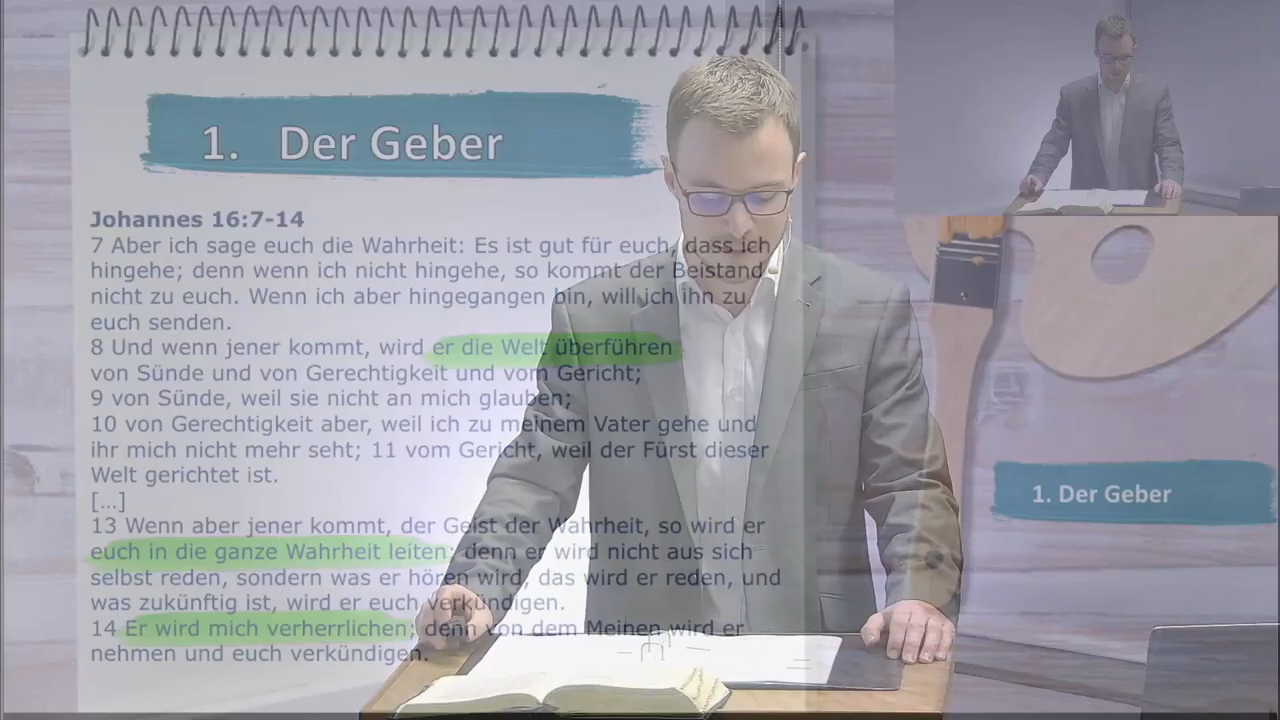 1. Der Geber
Johannes 16:7-14
7 Aber ich sage euch die Wahrheit: Es ist gut für euch, dass ich
hingehe; denn wenn ich nicht hingehe, so kommt der Beistand
nicht zu euch. Wenn ich aber hingegangen bin, will ich ihn zu
euch senden.
8 Und wenn jener kommt, wird er die Welt überführen
von Sünde und von Gerechtigkeit und vom Gericht;
9 von Sünde, weil sie nicht an mich glauben;
10 von Gerechtigkeit aber, weil ich zu meinem Vater gehe und
ihr mich nicht mehr seht; 11 vom Gericht, weil der Fürst dieser
Welt gerichtet ist.
[...]
13 Wenn aber jener kommt, der Geist der Wahrheit, so wird er
euch in die ganze Wahrheit leiten; denn er wird nicht aus sich
selbst reden, sondern was er hören wird, das wird er reden, und
was zukünftig ist, wird er euch verkündigen.
14 Er wird mich verherrlichen; denn von dem Meinen wird er
nehmen und euch verkündigen.
1. Der Geber